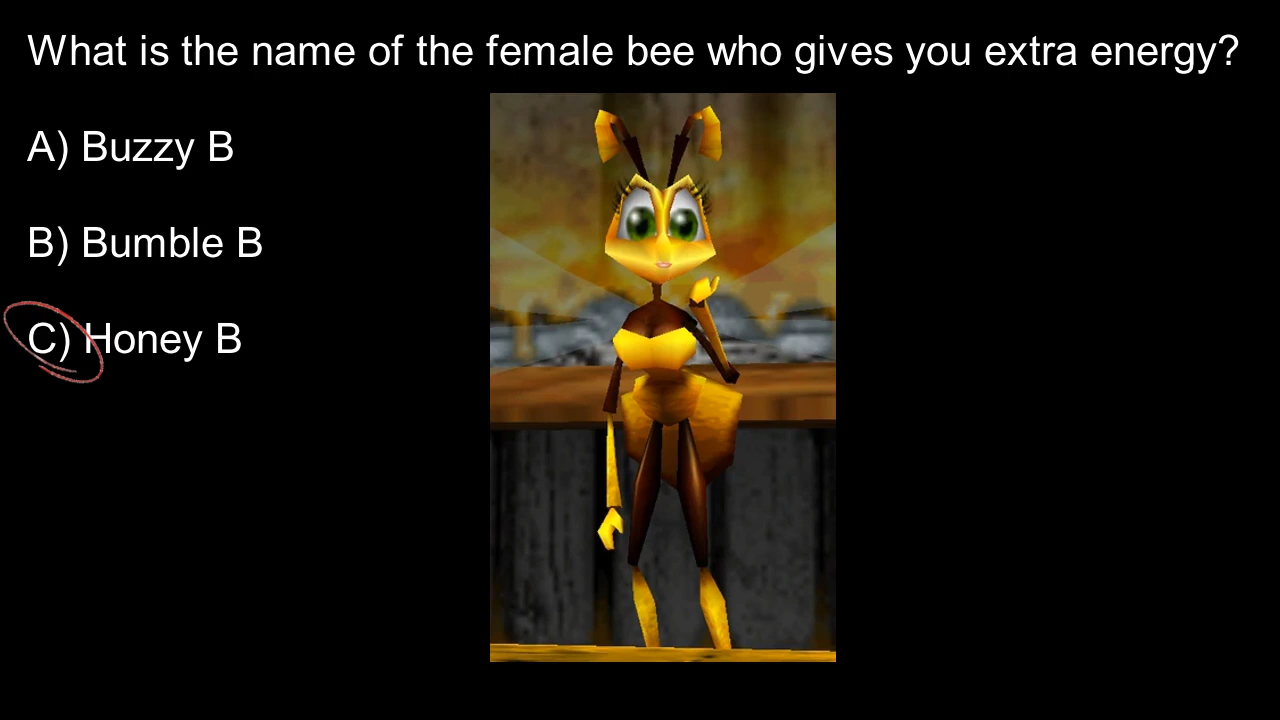 What is the name of the female bee who gives you extra energy?
A) Buzzy B
B) Bumble B
C) Honey B